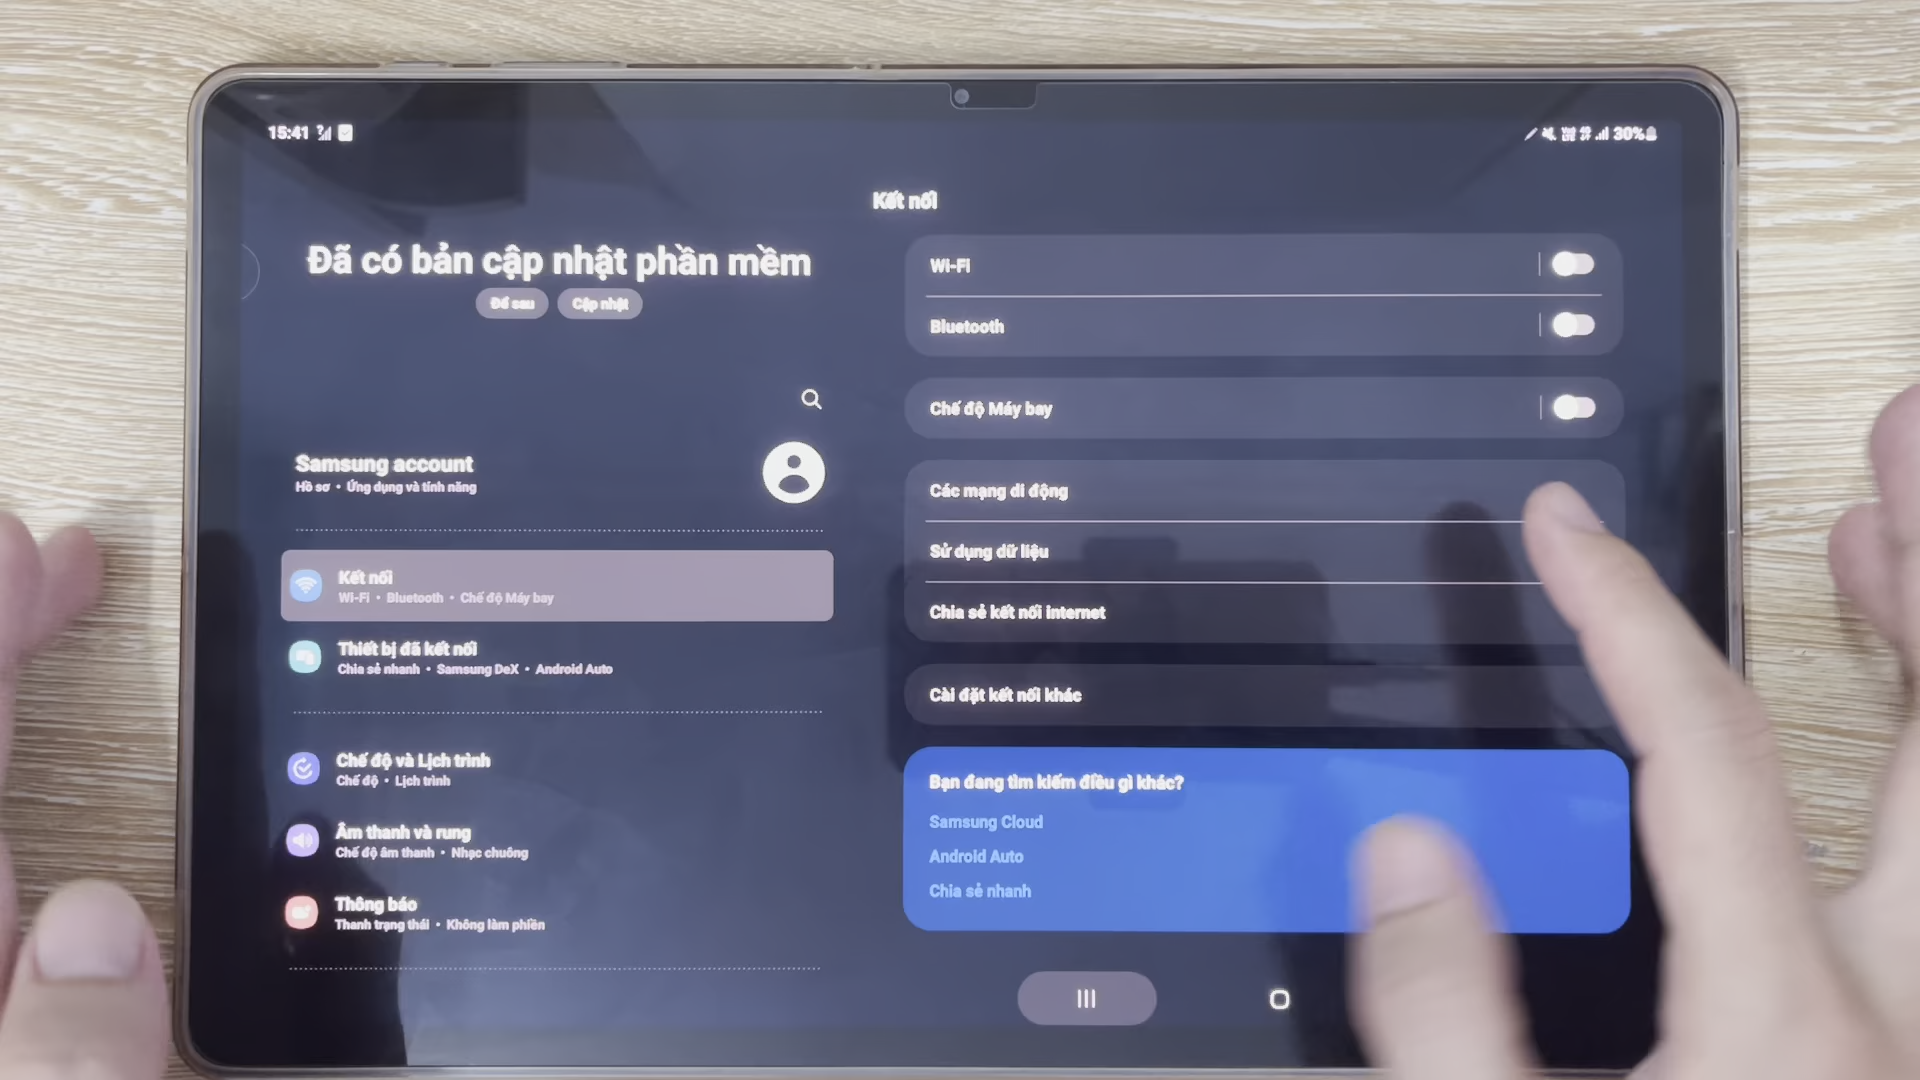 15:41
30%
Kết nối
Đã có bản cập nhật phần mềm
Để sau
Cập nhật
Samsung account
Hồ sơ • Ứng dụng và tính năng
Kết nối
Wi-Fi • Bluetooth • Chế độ Máy bay
Thiết bị đã kết nối
Chia sẻ nhanh • Samsung DeX • Android Auto
Chế độ và Lịch trình
Chế độ • Lịch trình
Âm thanh và rung
Chế độ âm thanh • Nhạc chuông
Thông báo
Thanh trạng thái • Không làm phiền
Wi-Fi
Bluetooth
Chế độ Máy bay
Các mạng di động
Sử dụng dữ liệu
Chia sẻ kết nối internet
Cài đặt kết nối khác
Bạn đang tìm kiếm điều gì khác?
Samsung Cloud
Android Auto
Chia sẻ nhanh